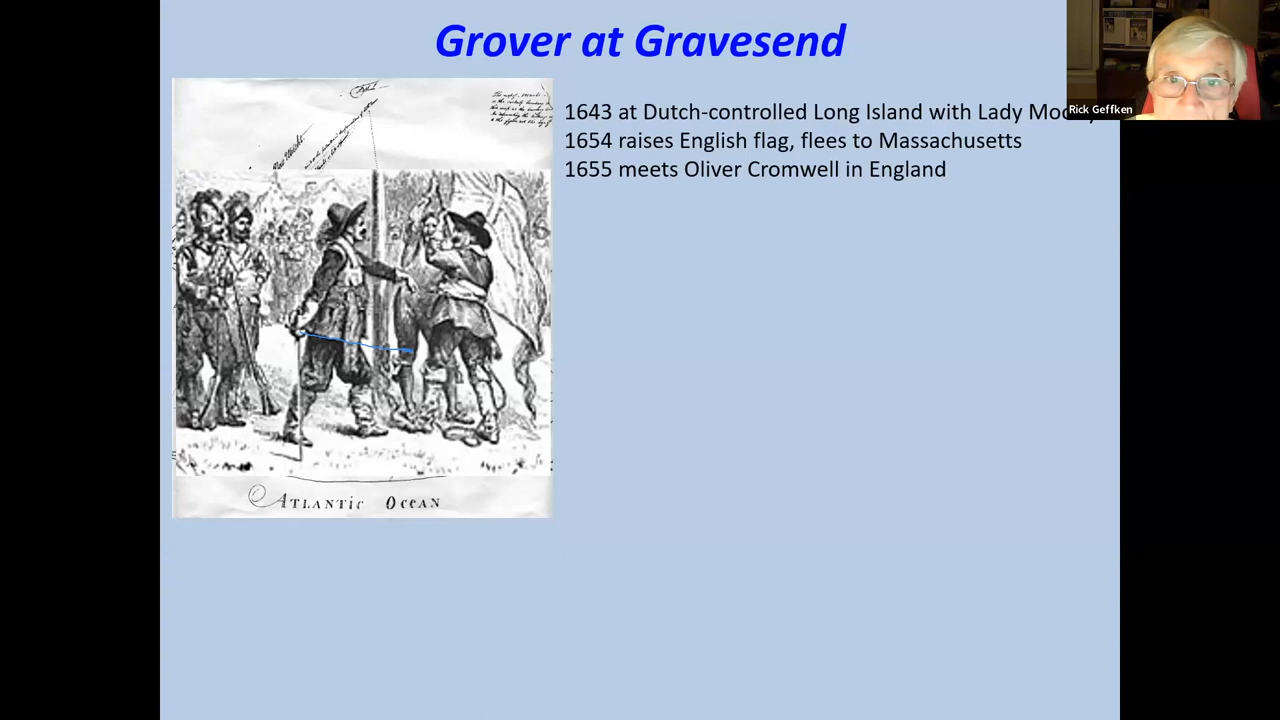 Grover at Gravesend
Rick Geffken
1643 at Dutch-controlled Long Island with Lady
1654 raises English flag, flees to Massachusetts
1655 meets Oliver Cromwell in England
ATLANTIC OCEAN